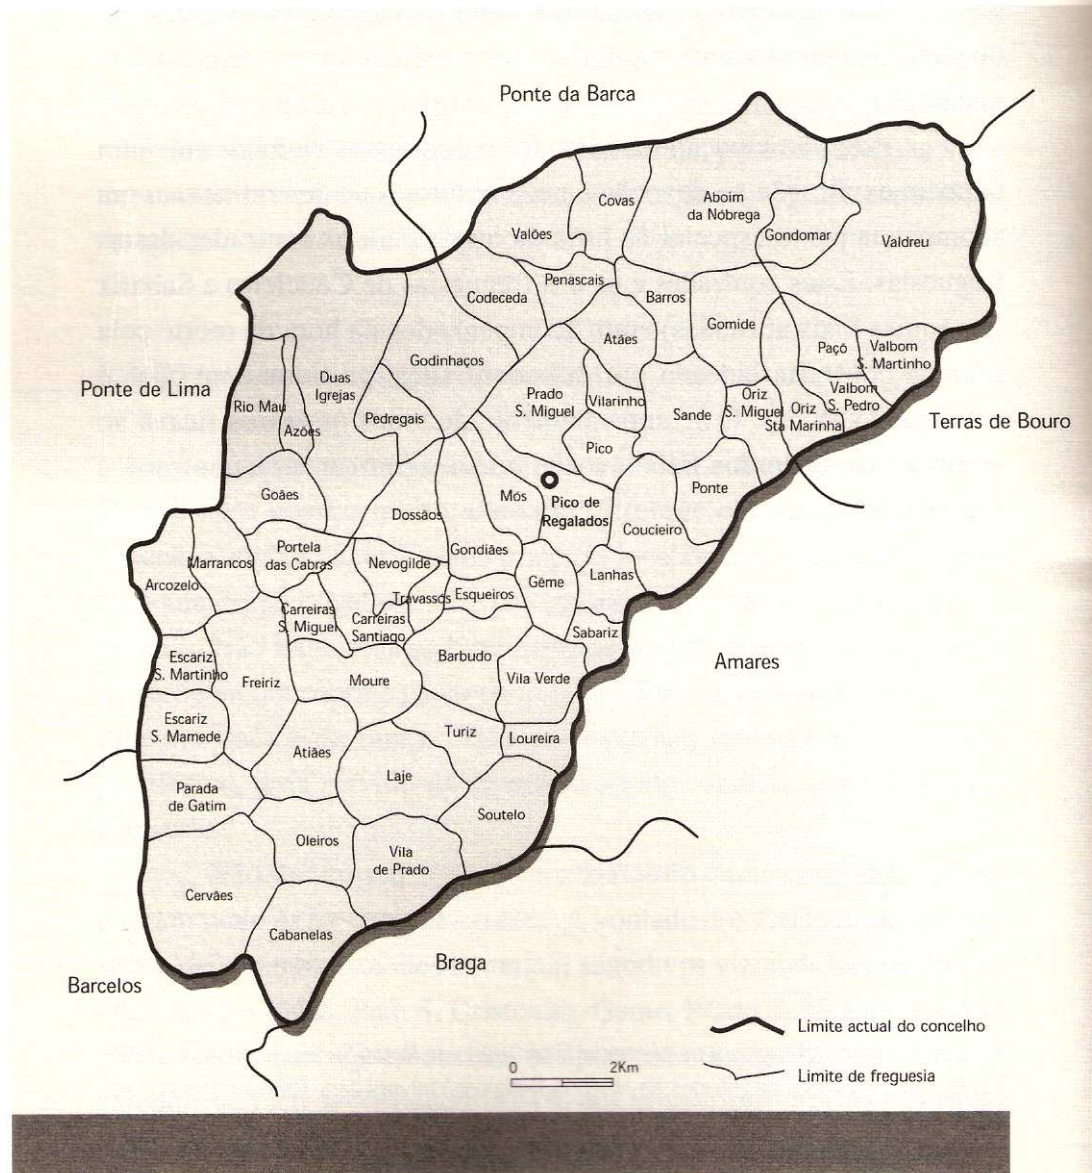 Ponte da Barca
Covas
Aboim
da Nóbrega
Valões
Gondomar
Valdreu
Penascais
Codeceda
Barros
Gomide
Atães
Paçô
Valbom
S. Martinho
Godinhaços
Duas
Igrejas
Ponte de Lima
Rio Mau
Azões
Pedregais
Prado
S. Miguel
Vilarinho
Sande
Oriz
S. Miguel
Oriz
Sta Marinha
Valbom
S. Pedro
Terras de Bouro
Pico
Goães
Mós
Pico de
Regalados
Ponte
Dossãos
Coucieiro
Portela
das Cabras
Gondiães
Marrancos
Nevogilde
Arcozelo
Gême
Lanhas
Travassós
Esqueiros
Carreiras
S. Miguel
Carreiras
Santiago
Sabariz
Escariz
S. Martinho
Barbudo
Amares
Freiriz
Moure
Vila Verde
Escariz
S. Mamede
Turiz
Loureira
Atiães
Laje
Parada
de Gatim
Soutelo
Oleiros
Vila
de Prado
Cervães
Cabanelas
Braga
Barcelos
Limite actual do concelho
0 2Km
Limite de freguesia